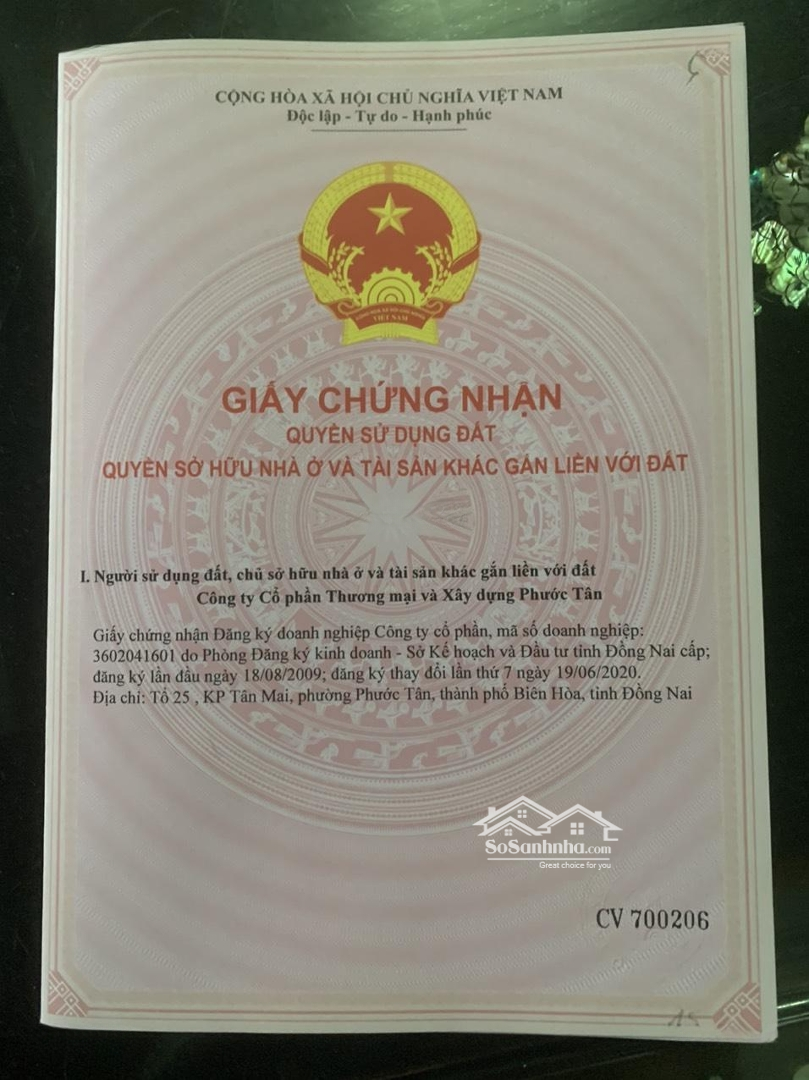 CỘNG HÒA XÃ HỘI CHỦ NGHĨA VIỆT NAM
Độc lập - Tự do - Hạnh phúc
VIỆT NAM
GIẤY CHỨNG NHẬN
QUYỀN SỬ DỤNG ĐẤT
QUYỀN SỞ HỮU NHÀ Ở VÀ TÀI SẢN KHÁC GẮN LIỀN VỚI ĐẤT
I. Người sử dụng đất, chủ sở hữu nhà ở và tài sản khác gắn liền với đất
Công ty Cổ phần Thương mại và Xây dựng Phước Tân
Giấy chứng nhận Đăng ký doanh nghiệp Công ty cổ phần, mã số doanh nghiệp:
3602041601 do Phòng Đăng ký kinh doanh - Sở Kế hoạch và Đầu tư tỉnh Đồng Nai cấp;
đăng ký lần đầu ngày 18/08/2009; đăng ký thay đổi lần thứ 7 ngày 19/06/2020.
Địa chỉ: Tổ 25 , KP Tân Mai, phường Phước Tân, thành phố Biên Hòa, tỉnh Đồng Nai
SoSanhnha.com
Great choice for you
CV 700206